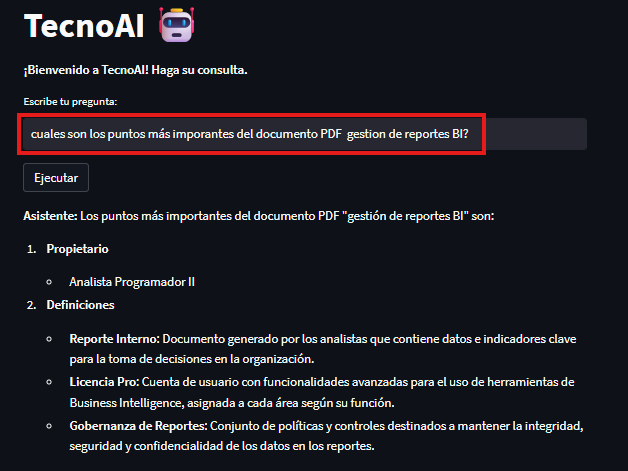 TecnoAI
¡Bienvenido a TecnoAI! Haga su consulta.
Escribe tu pregunta:
cuales son los puntos más imporantes del documento PDF gestion de reportes BI?
Ejecutar
Asistente: Los puntos más importantes del documento PDF "gestión de reportes BI" son:
1. Propietario
Analista Programador II
2. Definiciones
Reporte Interno: Documento generado por los analistas que contiene datos e indicadores clave
para la toma de decisiones en la organización.
Licencia Pro: Cuenta de usuario con funcionalidades avanzadas para el uso de herramientas de
Business Intelligence, asignada a cada área según su función.
Gobernanza de Reportes: Conjunto de políticas y controles destinados a mantener la integridad,
seguridad y confidencialidad de los datos en los reportes.